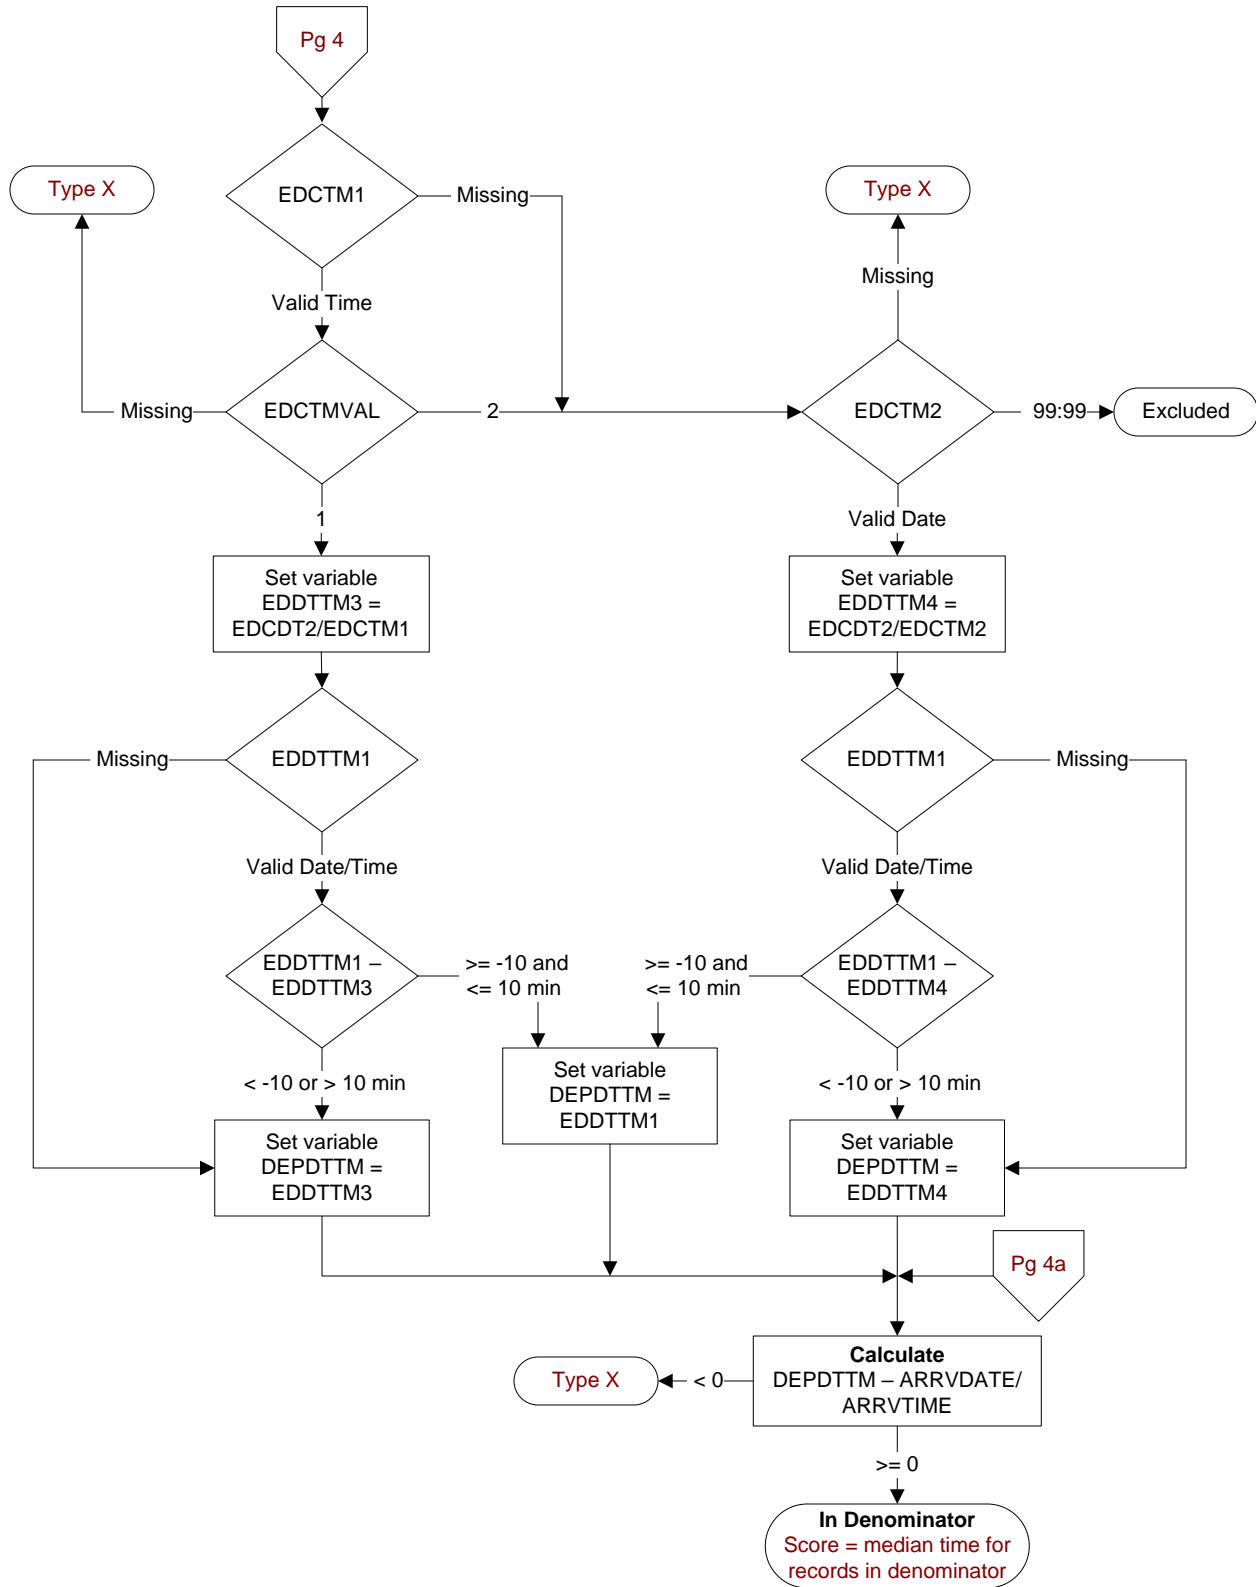 Pg 4
EDCTM1
Missing
Type X
Type X
Missing
Valid Time
EDCTMVAL
Missing
2
EDCTM2
99:99
Excluded
1
Valid Date
Set variable
EDDTTM3 =
EDCDT2/EDCTM1
Set variable
EDDTTM4 =
EDCDT2/EDCTM2
Missing
EDDTTM1
EDDTTM1
Missing
Valid Date/Time
Valid Date/Time
EDDTTM1 –
EDDTTM3
>= -10 and
<= 10 min
>= -10 and
<= 10 min
EDDTTM1 –
EDDTTM4
< -10 or > 10 min
Set variable
DEPDTTM =
EDDTTM1
< -10 or > 10 min
Set variable
DEPDTTM =
EDDTTM3
Set variable
DEPDTTM =
EDDTTM4
Pg 4a
Calculate
DEPDTTM – ARRVDATE/
ARRVTIME
< 0
Type X
>= 0
In Denominator
Score = median time for
records in denominator